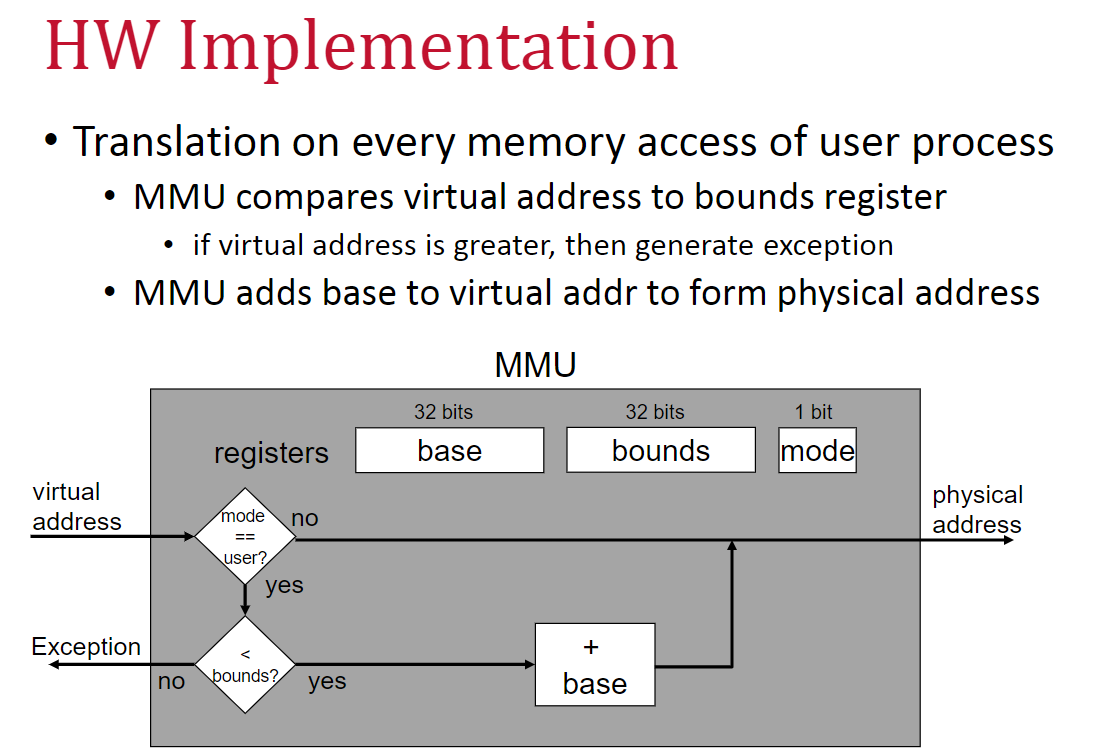 HW Implementation
• Translation on every memory access of user process
• MMU compares virtual address to bounds register
• if virtual address is greater, then generate exception
• MMU adds base to virtual addr to form physical address
MMU
32 bits
32 bits
1 bit
registers
base
bounds
mode
virtual
address
mode
==
user?
no
yes
physical
address
Exception
no
<
bounds?
yes
+
base